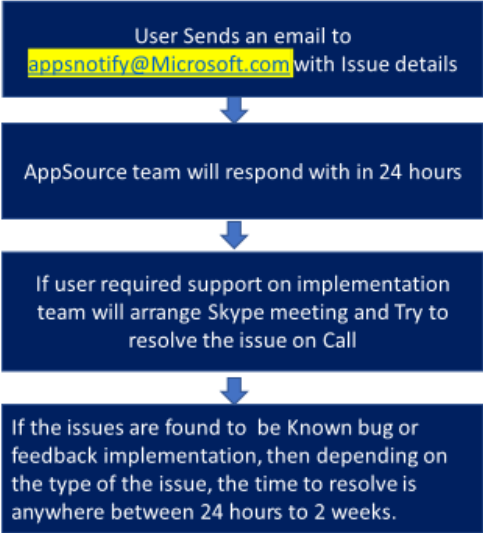 User Sends an email to
appsnotify@Microsoft.com with Issue details
AppSource team will respond with in 24 hours
If user required support on implementation
team will arrange Skype meeting and Try to
resolve the issue on Call
If the issues are found to be Known bug or
feedback implementation, then depending on
the type of the issue, the time to resolve is
anywhere between 24 hours to 2 weeks.